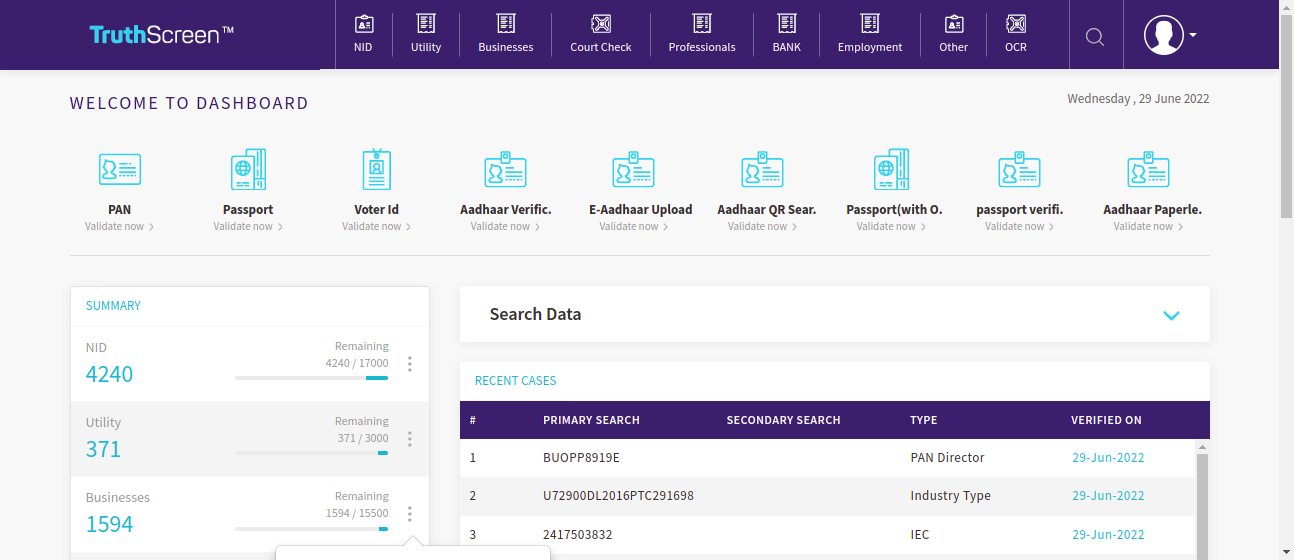 TruthScreen™
NID
Utility
Businesses
Court Check
Professionals
BANK
Employment
Other
OCR
WELCOME TO DASHBOARD
Wednesday , 29 June 2022
PAN
Validate now
Passport
Validate now
Voter Id
Validate now
Aadhaar Verific.
Validate now
E-Aadhaar Upload
Validate now
Aadhaar QR Sear.
Validate now
Passport(with O.
Validate now
passport verifi.
Validate now
Aadhaar Paperle.
Validate now
SUMMARY
NID
4240
Remaining
4240 / 17000
Utility
371
Remaining
371 / 3000
Businesses
1594
Remaining
1594 / 15500
Search Data
RECENT CASES
# PRIMARY SEARCH SECONDARY SEARCH TYPE VERIFIED ON
1 BUOPP8919E PAN Director 29-Jun-2022
2 U72900DL2016PTC291698 Industry Type 29-Jun-2022
3 2417503832 IEC 29-Jun-2022